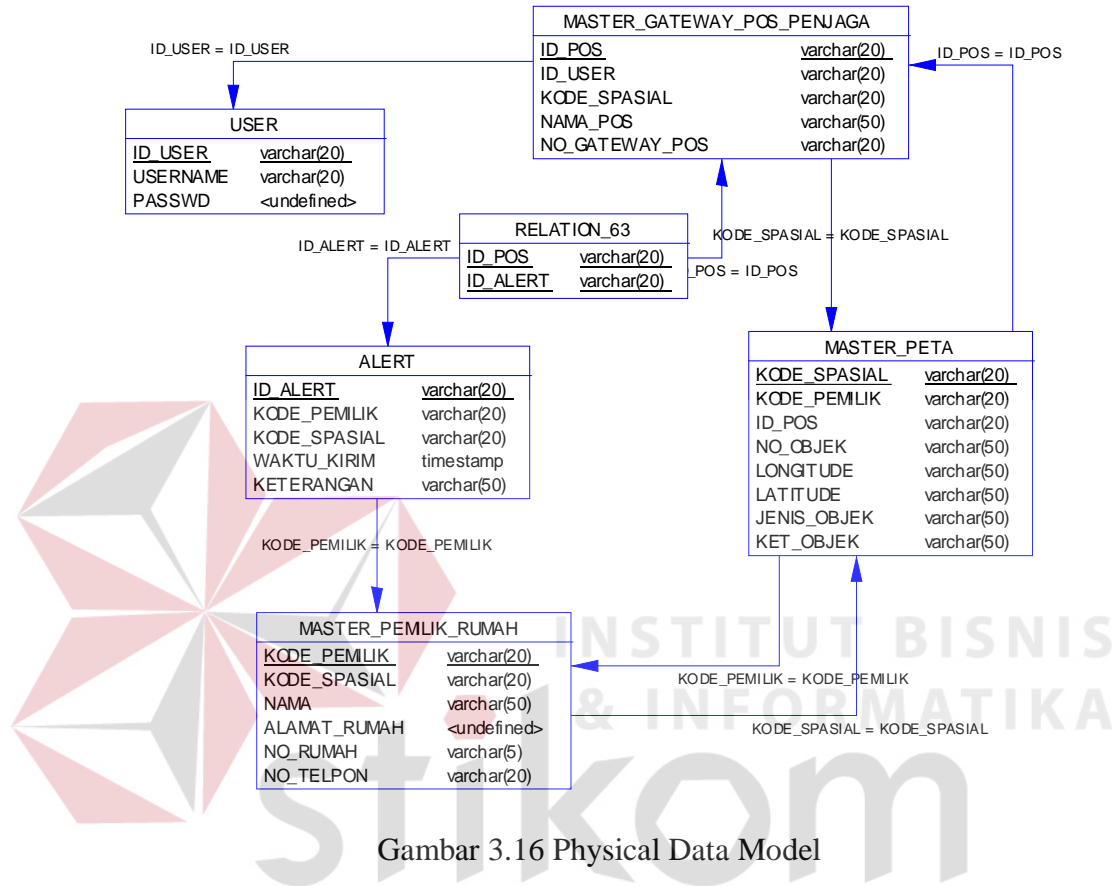 MASTER_GATEWAY_POS_PENJAGA
ID_POS varchar(20)
ID_USER varchar(20)
KODE_SPASIAL varchar(20)
NAMA_POS varchar(50)
NO_GATEWAY_POS varchar(20)
ID_USER = ID_USER
ID_POS = ID_POS
USER
ID_USER varchar(20)
USERNAME varchar(20)
PASSWD <undefined>
RELATION_63
ID_POS varchar(20)
ID_ALERT varchar(20)
ID_ALERT = ID_ALERT
KODE_SPASIAL = KODE_SPASIAL
_POS = ID_POS
ALERT
ID_ALERT varchar(20)
KODE_PEMILIK varchar(20)
KODE_SPASIAL varchar(20)
WAKTU_KIRIM timestamp
KETERANGAN varchar(50)
MASTER_PETA
KODE_SPASIAL varchar(20)
KODE_PEMILIK varchar(20)
ID_POS varchar(20)
NO_OBJEK varchar(50)
LONGITUDE varchar(50)
LATITUDE varchar(50)
JENIS_OBJEK varchar(50)
KET_OBJEK varchar(50)
KODE_PEMILIK = KODE_PEMILIK
MASTER_PEMILIK_RUMAH
KODE_PEMILIK varchar(20)
KODE_SPASIAL varchar(20)
NAMA varchar(50)
ALAMAT_RUMAH <undefined>
NO_RUMAH varchar(5)
NO_TELPON varchar(20)
KODE_PEMILIK = KODE_PEMILIK
KODE_SPASIAL = KODE_SPASIAL
INSTITUT BISNIS
& INFORMATIKA
stikom
Gambar 3.16 Physical Data Model